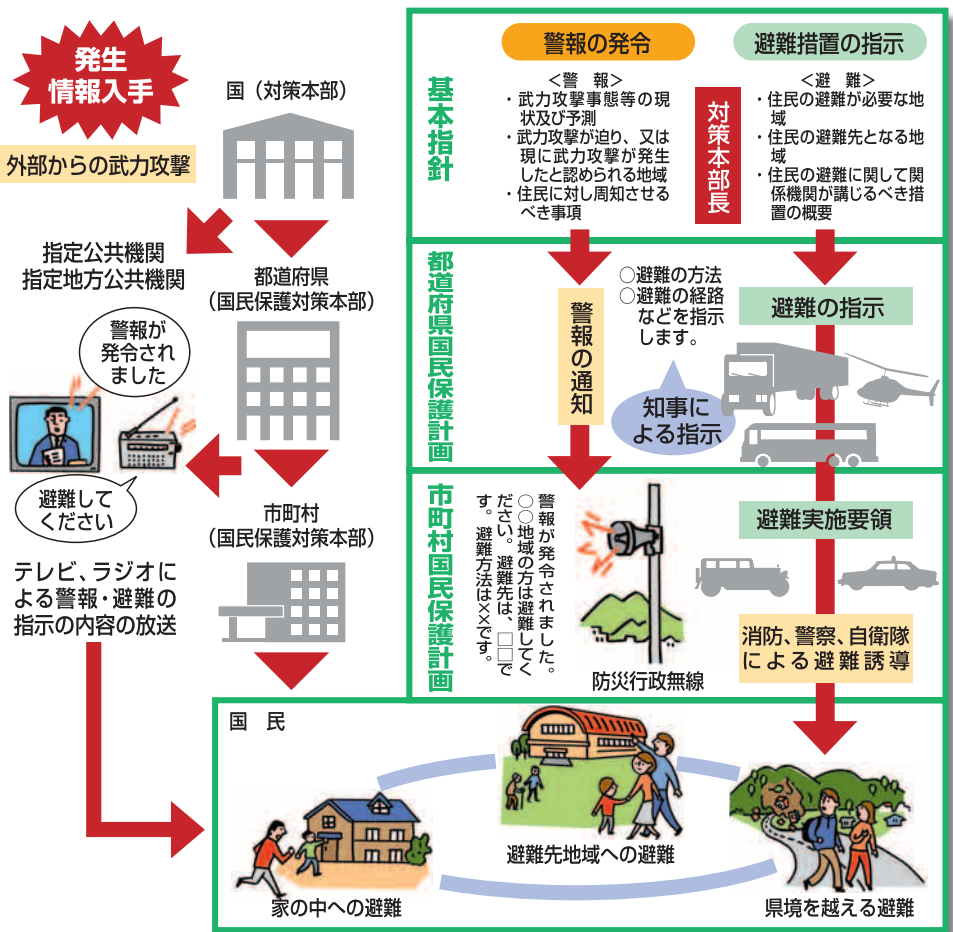 発生
情報入手
外部からの武力攻撃
国（対策本部）
指定公共機関
指定地方公共機関
都道府県
（国民保護対策本部）
警報が
発令され
ました
避難して
ください
テレビ、ラジオに
よる警報・避難の
指示の内容の放送
市町村
（国民保護対策本部）
基本指針
警報の発令
＜警　報＞
・武力攻撃事態等の現
状及び予測
・武力攻撃が迫り、又は
現に武力攻撃が発生
したと認められる地域
・住民に対し周知させる
べき事項
対策本部長
避難措置の指示
＜避　難＞
・住民の避難が必要な地
域
・住民の避難先となる地
域
・住民の避難に関して関
係機関が講じるべき措
置の概要
都道府県国民保護計画
警報の通知
○避難の方法
○避難の経路
などを指示
します。
知事に
よる指示
避難の指示
市町村国民保護計画
警報が発令されました。
○○地域の方は避難してく
ださい。避難先は、□□で
す。避難方法は××です。
防災行政無線
避難実施要領
消防、警察、自衛隊
による避難誘導
国　民
家の中への避難
避難先地域への避難
県境を越える避難